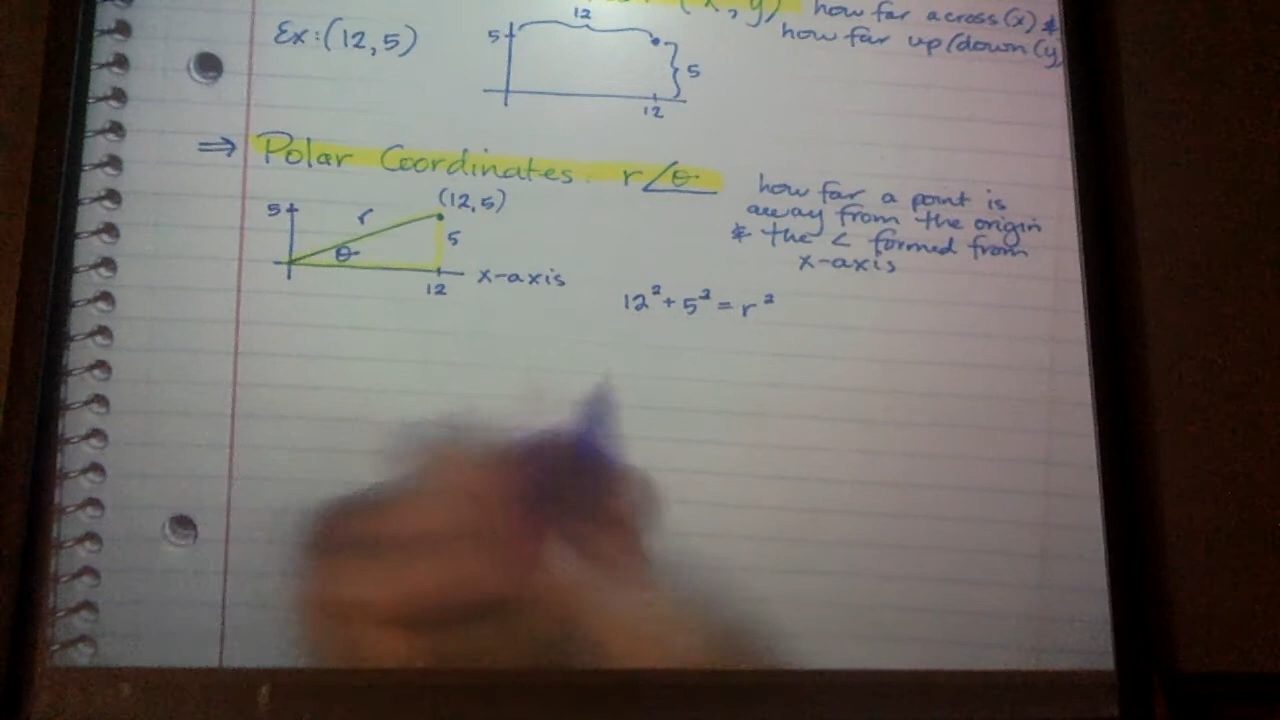 (x, y) how far across (x) &
how far up/down (y
Ex: (12, 5)
12
5
5
12
⇒ Polar Coordinates. r∠θ
how far a point is
away from the origin
& the ∠ formed from
x-axis
(12, 5)
5
r
θ
5
12
x-axis
12² + 5² = r²